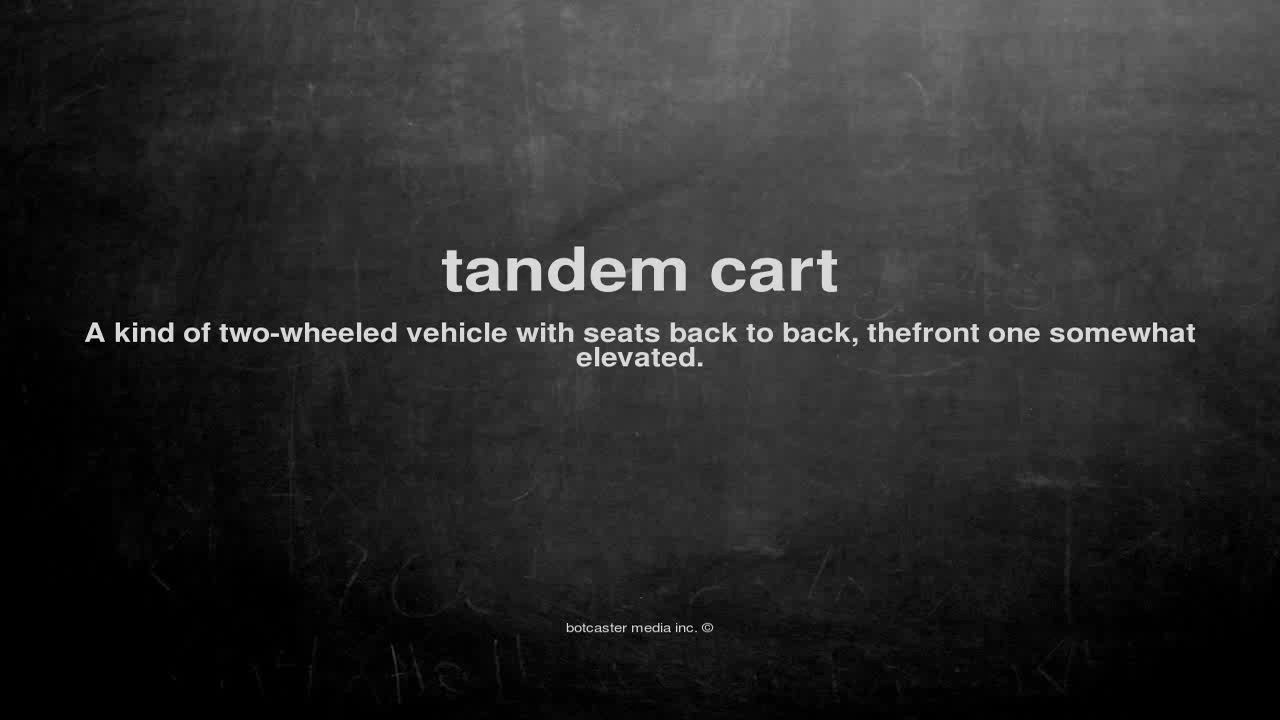 tandem cart
A kind of two-wheeled vehicle with seats back to back, thefront one somewhat
elevated.
botcaster media inc. ©